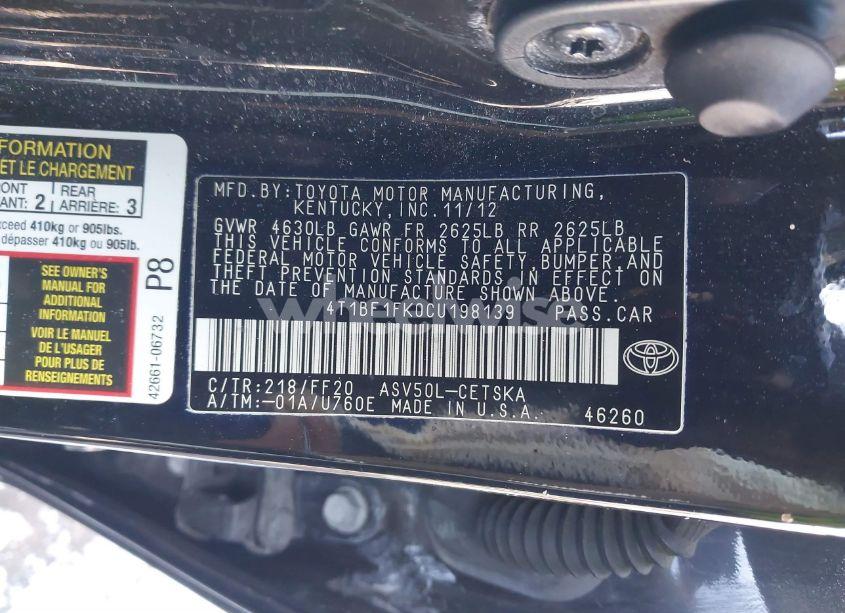 FORMATION
ET LE CHARGEMENT
RONT
ANT: 2
REAR
ARRIÈRE: 3
xceed 410kg or 905lbs.
dépasser 410kg ou 905lb.
SEE OWNER'S
MANUAL FOR
ADDITIONAL
INFORMATION
VOIR LE MANUEL
DE L'USAGER
POUR PLUS DE
RENSEIGNEMENTS
42661-06732
P8
MFD.BY:TOYOTA MOTOR MANUFACTURING,
KENTUCKY, INC. 11/12
GVWR 4630LB GAWR FR 2625LB RR 2625LB
THIS VEHICLE CONFORMS TO ALL APPLICABLE
FEDERAL MOTOR VEHICLE SAFETY, BUMPER AND
THEFT PREVENTION STANDARDS IN EFFECT ON
THE DATE OF MANUFACTURE SHOWN ABOVE.
4T1BF1FK0CU198139 PASS.CAR
C/TR:218/FF20 ASV50L-CETSKA
A/TM:-01A/U760E MADE IN U.S.A. 46260
Wheelwise